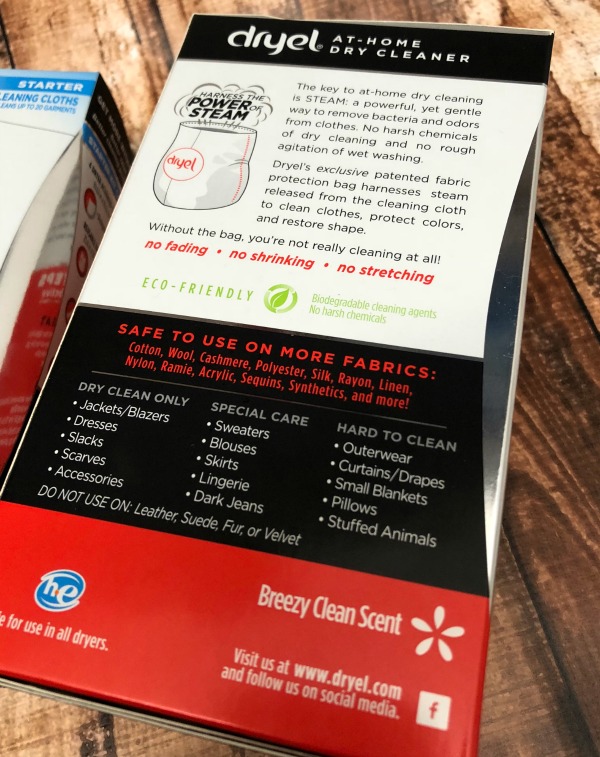 dryel® AT-HOME
DRY CLEANER
HARNESS THE
POWER OF
STEAM
dryel
The key to at-home dry cleaning
is STEAM: a powerful, yet gentle
way to remove bacteria and odors
from clothes. No harsh chemicals
of dry cleaning and no rough
agitation of wet washing.
Dryel's exclusive patented fabric
protection bag harnesses steam
released from the cleaning cloth
to clean clothes, protect colors,
and restore shape.
Without the bag, you're not really cleaning at all!
no fading • no shrinking • no stretching
ECO-FRIENDLY
Biodegradable cleaning agents
No harsh chemicals
SAFE TO USE ON MORE FABRICS:
Cotton, Wool, Cashmere, Polyester, Silk, Rayon, Linen,
Nylon, Ramie, Acrylic, Sequins, Synthetics, and more!
DRY CLEAN ONLY
• Jackets/Blazers
• Dresses
• Slacks
• Scarves
• Accessories
SPECIAL CARE
• Sweaters
• Blouses
• Skirts
• Lingerie
• Dark Jeans
HARD TO CLEAN
• Outerwear
• Curtains/Drapes
• Small Blankets
• Pillows
• Stuffed Animals
DO NOT USE ON: Leather, Suede, Fur, or Velvet
he
for use in all dryers.
Breezy Clean Scent
Visit us at www.dryel.com
and follow us on social media.
f
STARTER
CLEANING CLOTHS
CLEANS UP TO 20 GARMENTS